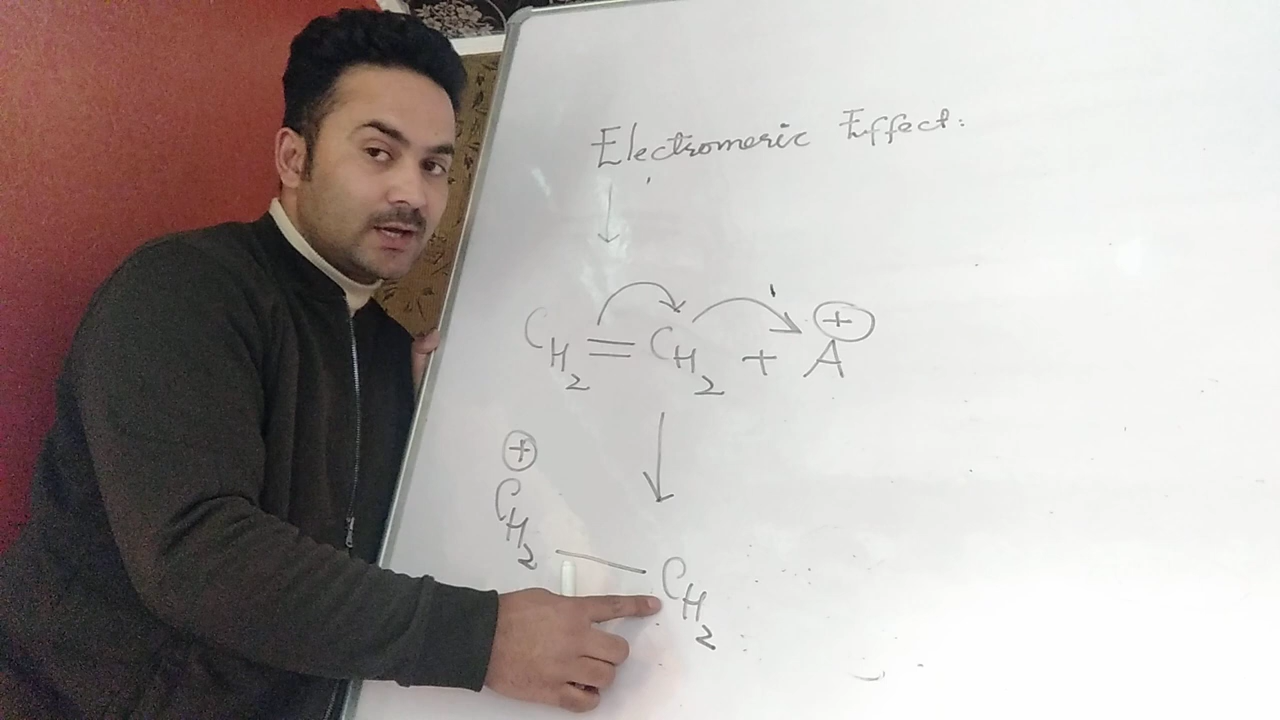 Electromeric Effect:
CH₂ = CH₂ + A⊕
⊕
CH₂ — CH₂